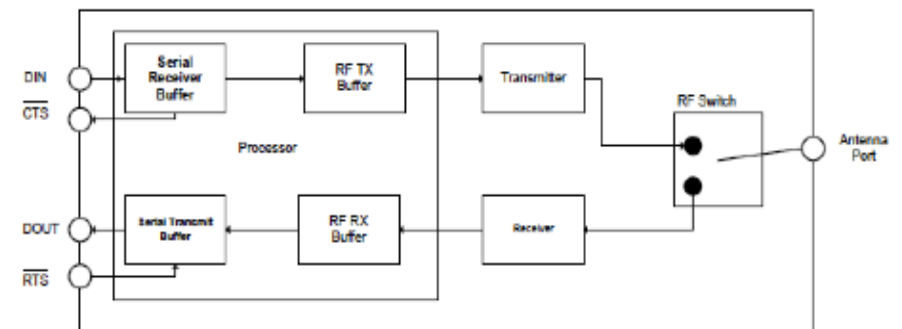 DIN
CTS
Serial
Receiver
Buffer
RF TX
Buffer
Transmitter
RF Switch
Antenna
Port
Processor
DOUT
RTS
Serial Transmit
Buffer
RF RX
Buffer
Receiver